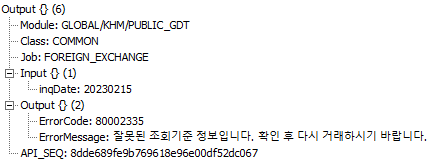 Output {} (6)
Module: GLOBAL/KHM/PUBLIC_GDT
Class: COMMON
Job: FOREIGN_EXCHANGE
Input {} (1)
inqDate: 20230215
Output {} (2)
ErrorCode: 80002335
ErrorMessage: 잘못된 조회기준 정보입니다. 확인 후 다시 거래하시기 바랍니다.
API_SEQ: 8dde689fe9b769618e96e00df52dc067